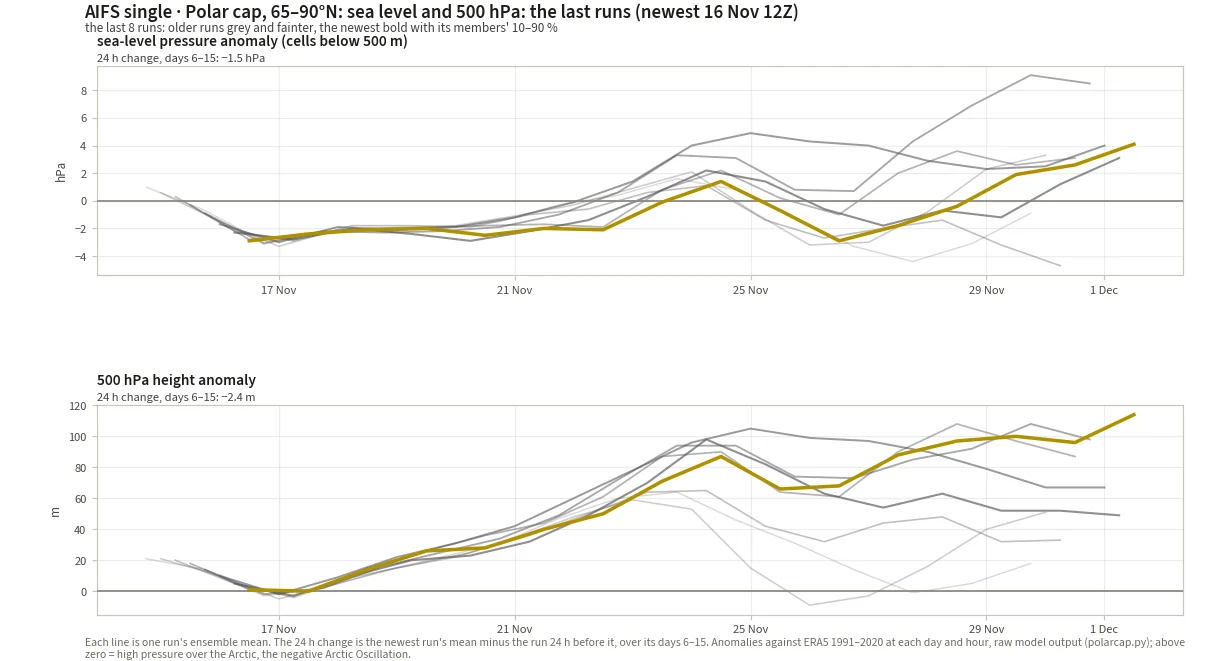 AIFS single · Polar cap, 65–90°N: sea level and 500 hPa: the last runs (newest 16 Nov 12Z)
the last 8 runs: older runs grey and fainter, the newest bold with its members' 10–90 %
sea-level pressure anomaly (cells below 500 m)
24 h change, days 6–15: −1.5 hPa
8
6
4
2
0
−2
−4
hPa
17 Nov
21 Nov
25 Nov
29 Nov
1 Dec
500 hPa height anomaly
24 h change, days 6–15: −2.4 m
120
100
80
60
40
20
0
m
17 Nov
21 Nov
25 Nov
29 Nov
1 Dec
Each line is one run's ensemble mean. The 24 h change is the newest run's mean minus the run 24 h before it, over its days 6–15. Anomalies against ERA5 1991–2020 at each day and hour, raw model output (polarcap.py); above
zero = high pressure over the Arctic, the negative Arctic Oscillation.